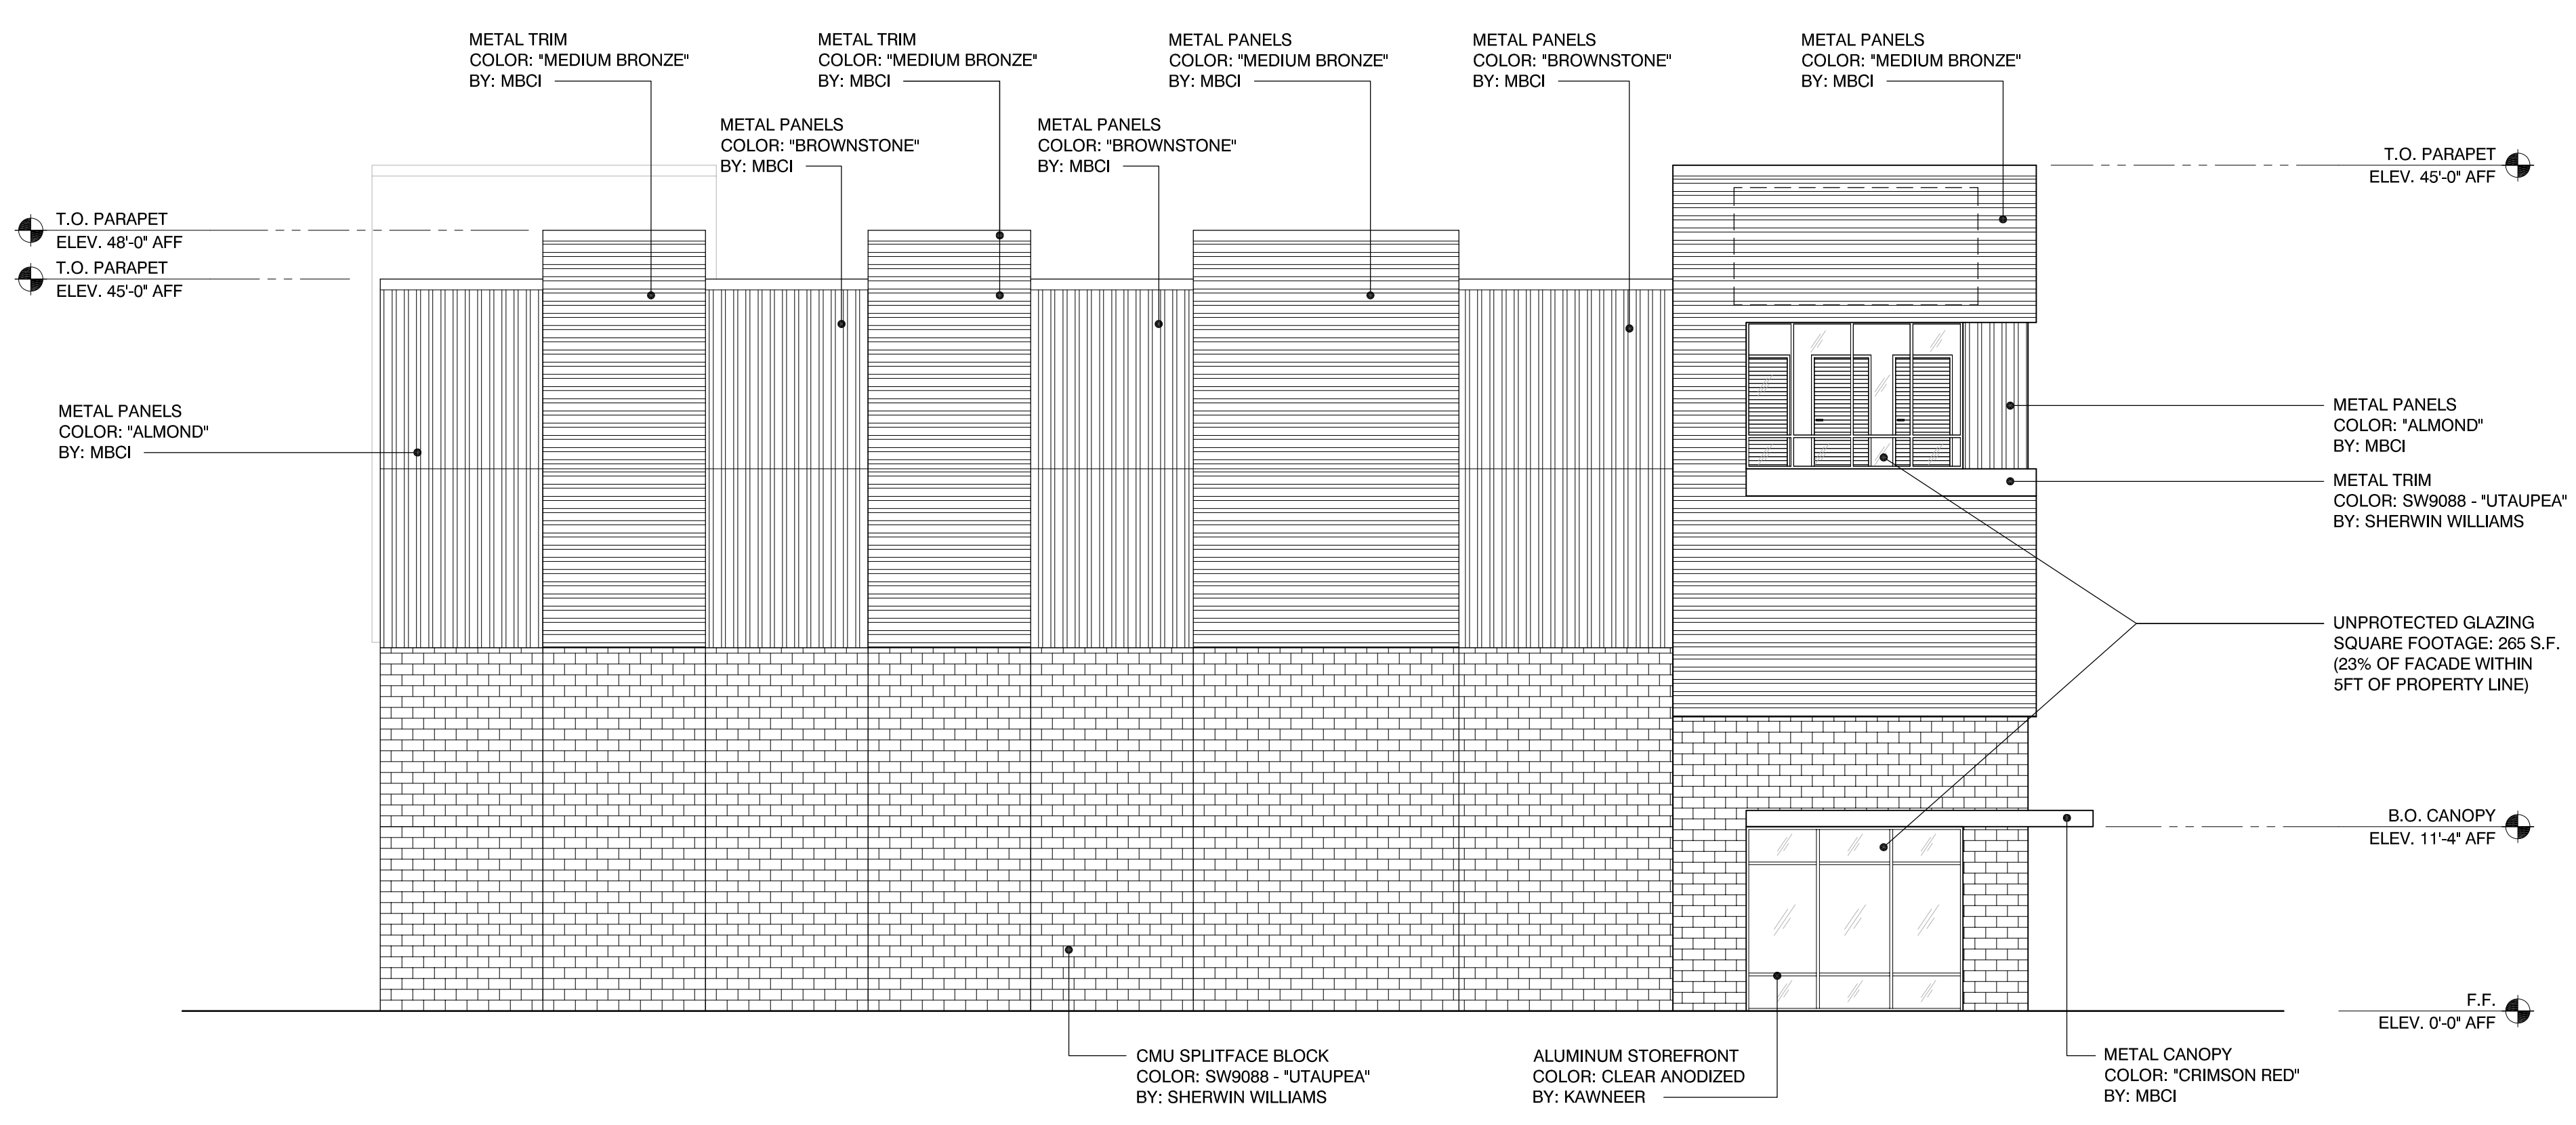 METAL TRIM
COLOR: "MEDIUM BRONZE"
BY: MBCI
METAL TRIM
COLOR: "MEDIUM BRONZE"
BY: MBCI
METAL PANELS
COLOR: "MEDIUM BRONZE"
BY: MBCI
METAL PANELS
COLOR: "BROWNSTONE"
BY: MBCI
METAL PANELS
COLOR: "MEDIUM BRONZE"
BY: MBCI
METAL PANELS
COLOR: "BROWNSTONE"
BY: MBCI
METAL PANELS
COLOR: "BROWNSTONE"
BY: MBCI
T.O. PARAPET
ELEV. 45'-0" AFF
T.O. PARAPET
ELEV. 48'-0" AFF
T.O. PARAPET
ELEV. 45'-0" AFF
METAL PANELS
COLOR: "ALMOND"
BY: MBCI
METAL PANELS
COLOR: "ALMOND"
BY: MBCI
METAL TRIM
COLOR: SW9088 - "UTAUPEA"
BY: SHERWIN WILLIAMS
UNPROTECTED GLAZING
SQUARE FOOTAGE: 265 S.F.
(23% OF FACADE WITHIN
5FT OF PROPERTY LINE)
B.O. CANOPY
ELEV. 11'-4" AFF
F.F.
ELEV. 0'-0" AFF
CMU SPLITFACE BLOCK
COLOR: SW9088 - "UTAUPEA"
BY: SHERWIN WILLIAMS
ALUMINUM STOREFRONT
COLOR: CLEAR ANODIZED
BY: KAWNEER
METAL CANOPY
COLOR: "CRIMSON RED"
BY: MBCI